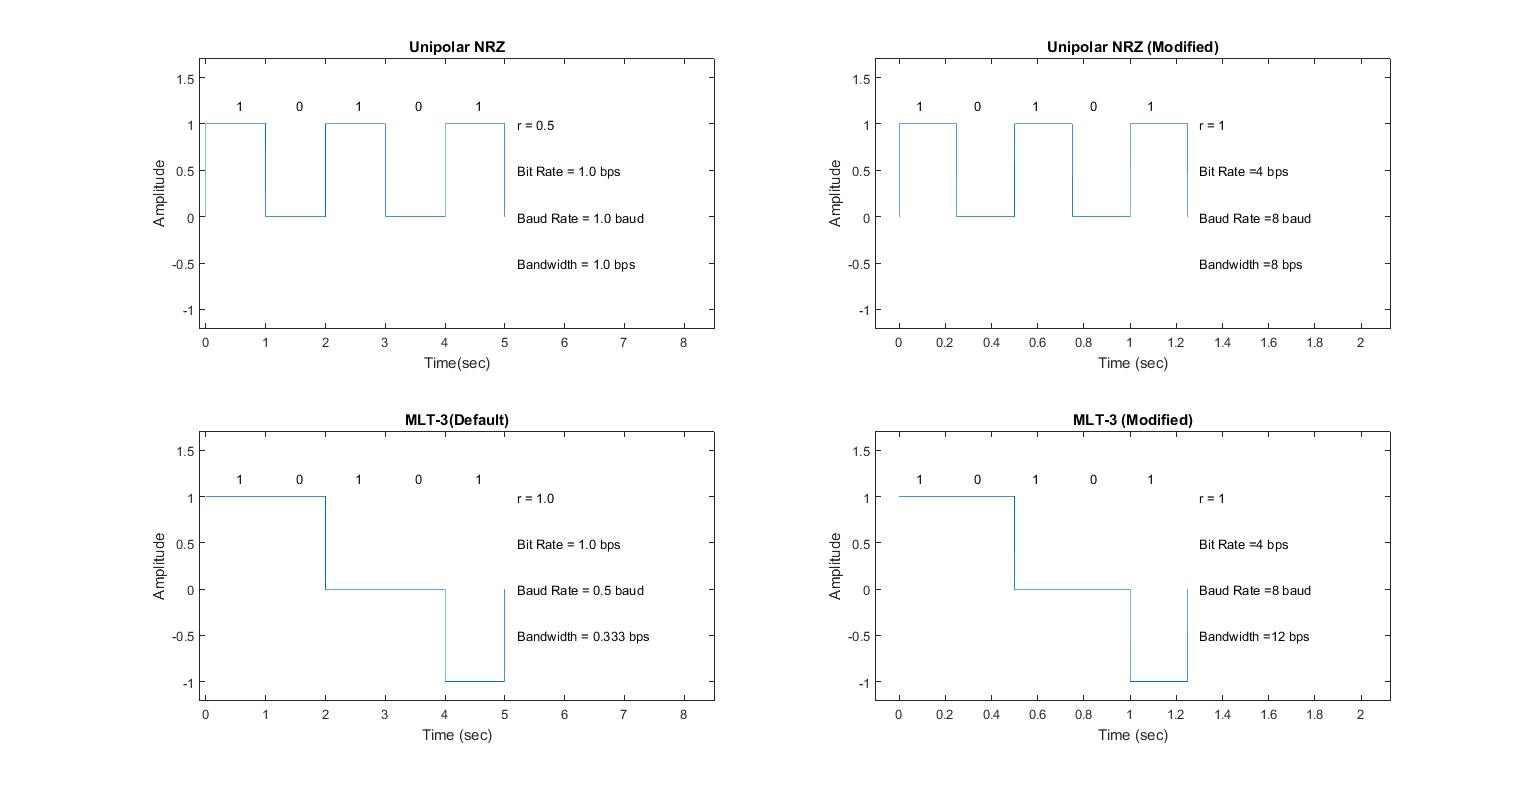 Unipolar NRZ
1.5
1 0 1 0 1
1
r = 0.5
0.5
Bit Rate = 1.0 bps
Amplitude
0
Baud Rate = 1.0 baud
-0.5
Bandwidth = 1.0 bps
-1
0 1 2 3 4 5 6 7 8
Time(sec)
Unipolar NRZ (Modified)
1.5
1 0 1 0 1
1
r = 1
0.5
Bit Rate =4 bps
Amplitude
0
Baud Rate =8 baud
-0.5
Bandwidth =8 bps
-1
0 0.2 0.4 0.6 0.8 1 1.2 1.4 1.6 1.8 2
Time (sec)
MLT-3(Default)
1.5
1 0 1 0 1
1
r = 1.0
0.5
Bit Rate = 1.0 bps
Amplitude
0
Baud Rate = 0.5 baud
-0.5
Bandwidth = 0.333 bps
-1
0 1 2 3 4 5 6 7 8
Time (sec)
MLT-3 (Modified)
1.5
1 0 1 0 1
1
r = 1
0.5
Bit Rate =4 bps
Amplitude
0
Baud Rate =8 baud
-0.5
Bandwidth =12 bps
-1
0 0.2 0.4 0.6 0.8 1 1.2 1.4 1.6 1.8 2
Time (sec)